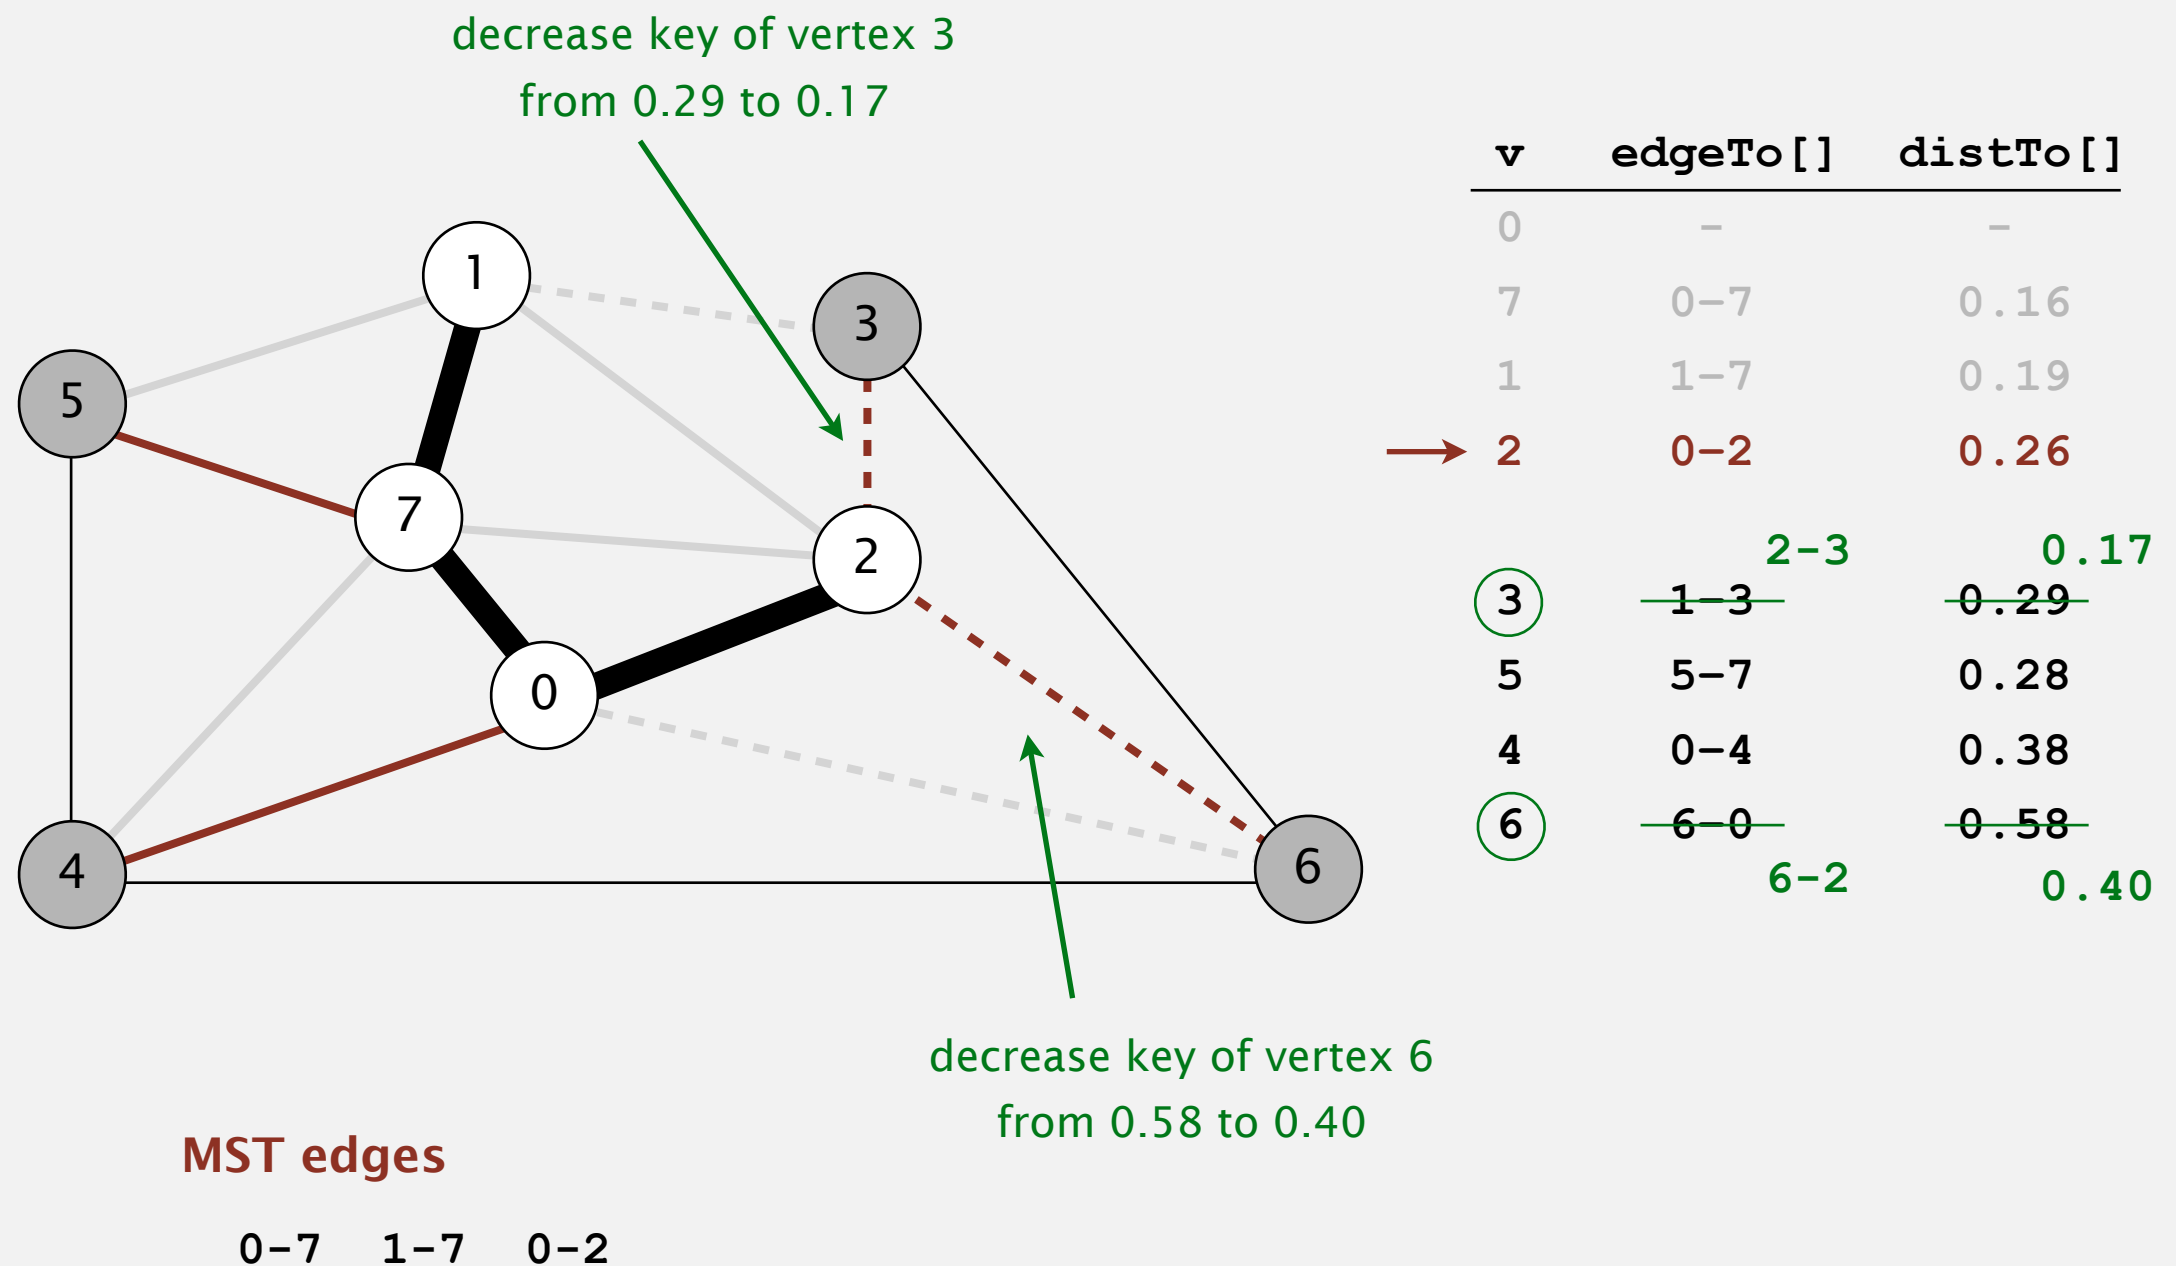 decrease key of vertex 3
from 0.29 to 0.17
v edgeTo[] distTo[]
0 – –
7 0–7 0.16
1 1–7 0.19
2 0–2 0.26
2–3 0.17
3 1–3 0.29
5 5–7 0.28
4 0–4 0.38
6 6–0 0.58
6–2 0.40
1
3
5
7
2
0
4
6
decrease key of vertex 6
from 0.58 to 0.40
MST edges
0–7 1–7 0–2